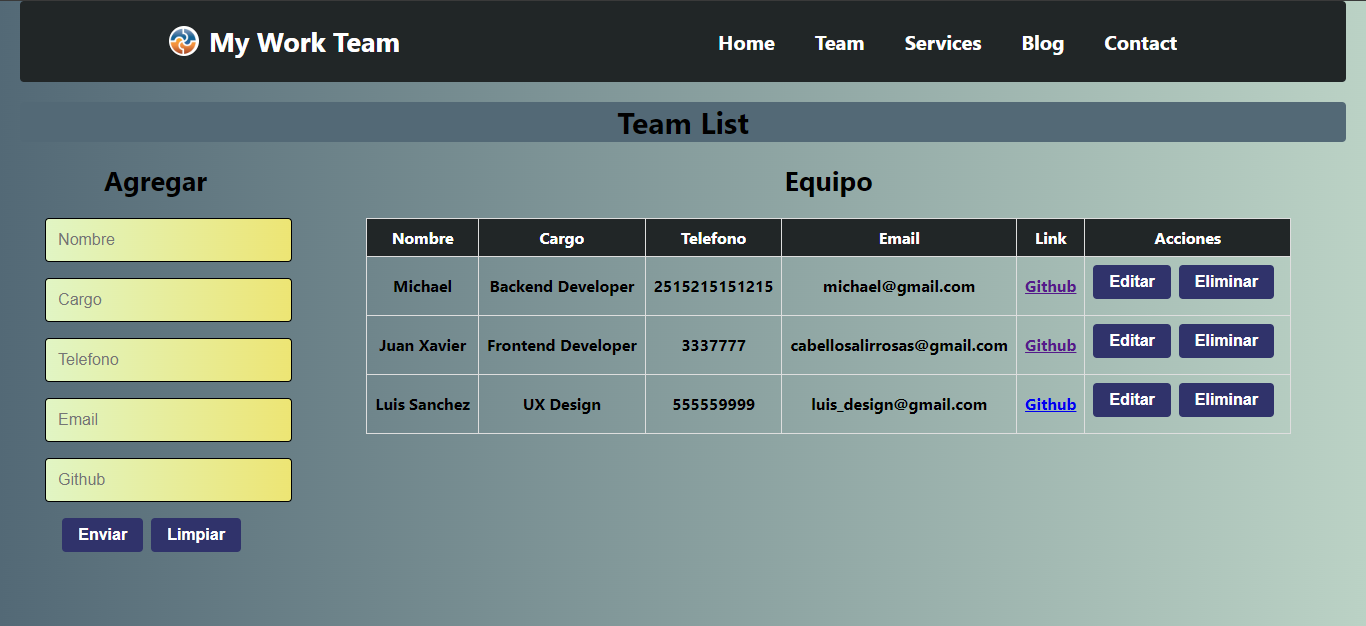 My Work Team Home Team Services Blog Contact
Team List
Agregar
Nombre
Cargo
Telefono
Email
Github
Enviar Limpiar
Equipo
Nombre Cargo Telefono Email Link Acciones
Michael Backend Developer 2515215151215 michael@gmail.com Github Editar Eliminar
Juan Xavier Frontend Developer 3337777 cabellosalirrosas@gmail.com Github Editar Eliminar
Luis Sanchez UX Design 555559999 luis_design@gmail.com Github Editar Eliminar